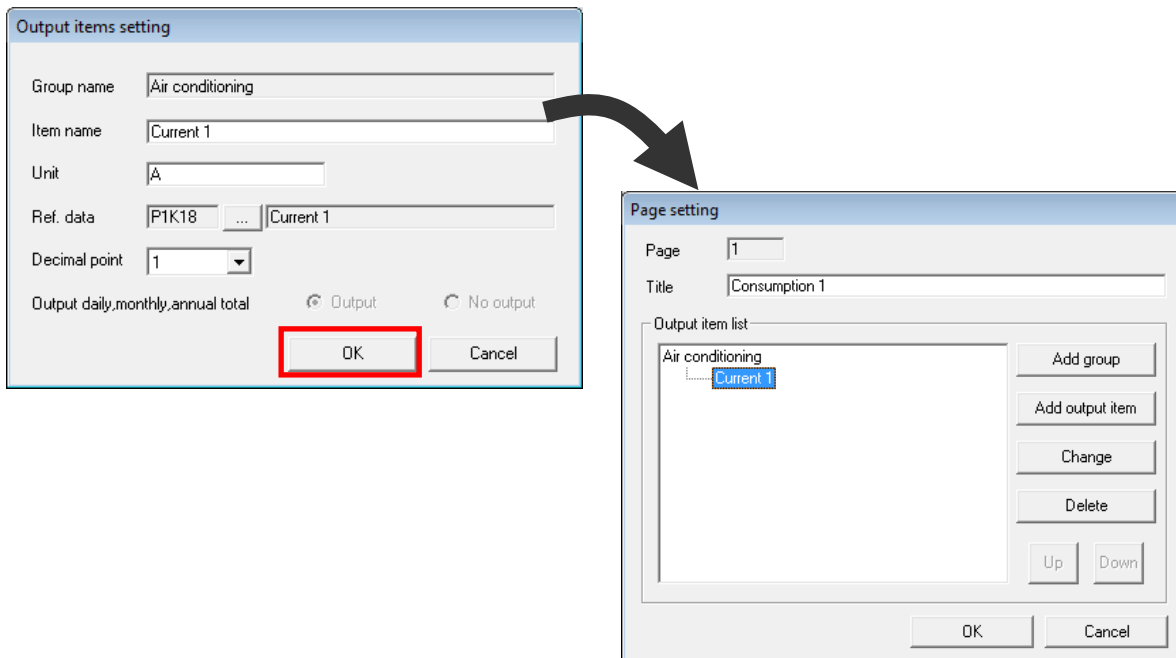 Output items setting
Group name Air conditioning
Item name Current 1
Unit A
Ref. data P1K18 ... Current 1
Decimal point 1
Output daily,monthly,annual total Output No output
OK Cancel
Page setting
Page 1
Title Consumption 1
Output item list
Air conditioning
Current 1
Add group
Add output item
Change
Delete
Up Down
OK Cancel